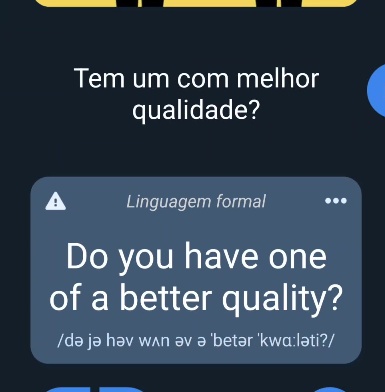 Tem um com melhor
qualidade?
Linguagem formal
Do you have one
of a better quality?
/də jə həv wʌn əv ə ˈbetər ˈkwɑːləti?/